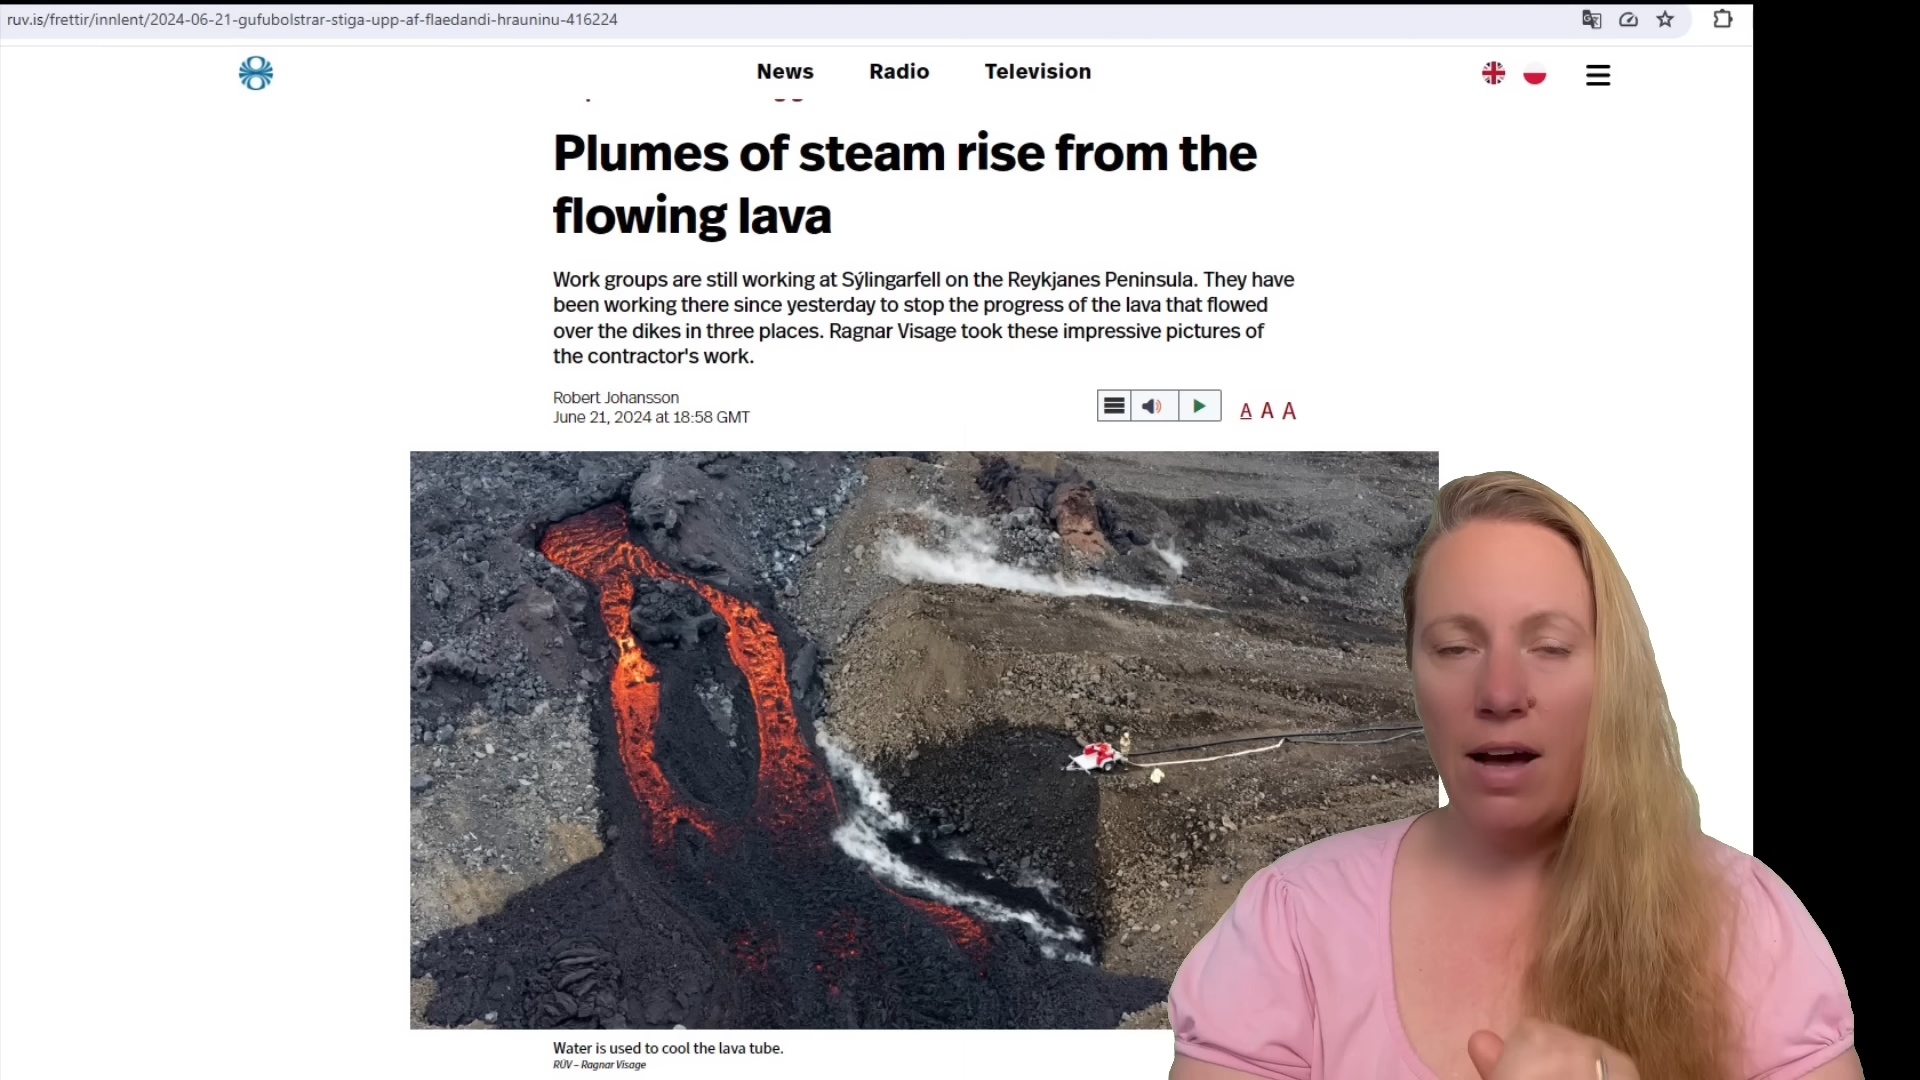 ruv.is/frettir/innlent/2024-06-21-gufubolstrar-stiga-upp-af-flaedandi-hrauninu-416224
News Radio Television
Plumes of steam rise from the
flowing lava
Work groups are still working at Sýlingarfell on the Reykjanes Peninsula. They have
been working there since yesterday to stop the progress of the lava that flowed
over the dikes in three places. Ragnar Visage took these impressive pictures of
the contractor's work.
Robert Johansson
June 21, 2024 at 18:58 GMT
A A A
Water is used to cool the lava tube.
RÚV – Ragnar Visage